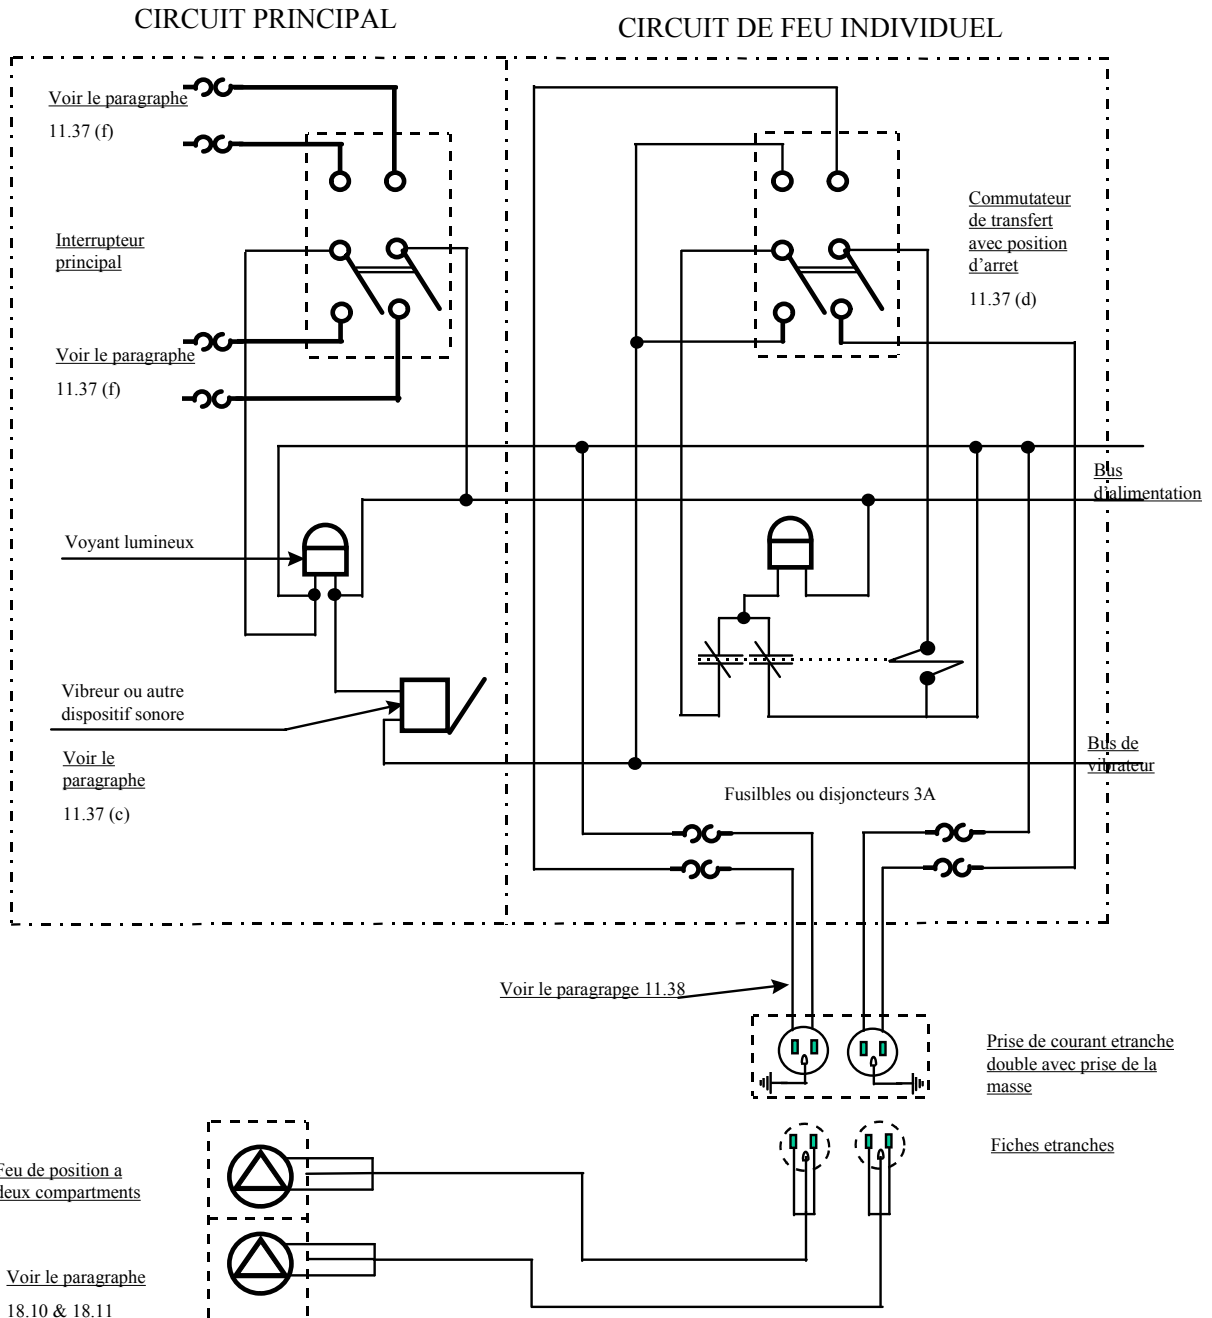 CIRCUIT PRINCIPAL
CIRCUIT DE FEU INDIVIDUEL
Voir le paragraphe
11.37 (f)
Interrupteur
principal
Voir le paragraphe
11.37 (f)
Commutateur
de transfert
avec position
d'arret
11.37 (d)
Bus
d'alimentation
Voyant lumineux
Vibreur ou autre
dispositif sonore
Voir le
paragraphe
11.37 (c)
Bus de
vibrateur
Fusilbles ou disjoncteurs 3A
Voir le paragrapge 11.38
Prise de courant etranche
double avec prise de la
masse
Fiches etranches
Feu de position a
deux compartments
Voir le paragraphe
18.10 & 18.11